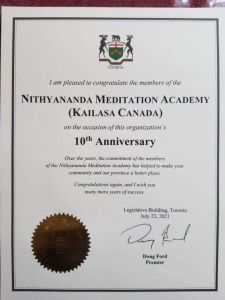 Ontario
I am pleased to congratulate the members of the
NITHYANANDA MEDITATION ACADEMY
(KAILASA CANADA)
on the occasion of this organization's
10th Anniversary
Over the years, the commitment of the members
of the Nithyananda Meditation Academy has helped to make your
community and our province a better place.
Congratulations again, and I wish you
many more years of success.
Legislative Building, Toronto
July 23, 2021
Doug Ford
Premier